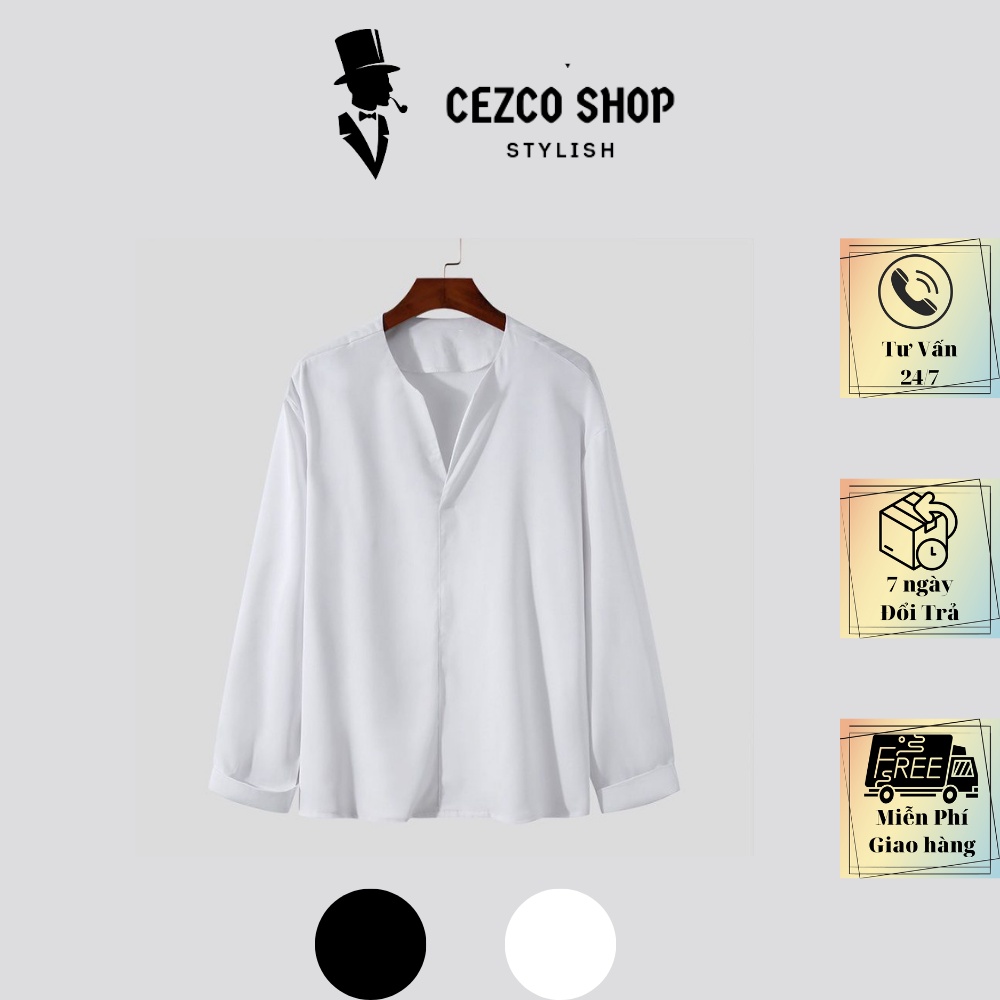 CEZCO SHOP
STYLISH
Tư Vấn
24/7
7 ngày
Đổi Trả
FREE
Miễn Phí
Giao hàng